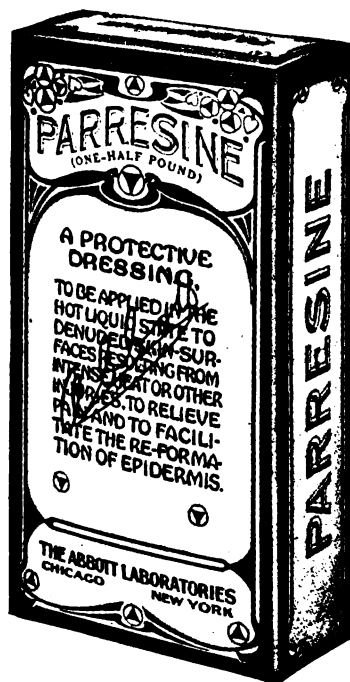 PARRESINE
(ONE-HALF POUND)
A PROTECTIVE
DRESSING,
TO BE APPLIED IN THE
HOT LIQUID STATE TO
DENUDED SKIN-SUR-
FACES RESULTING FROM
INTENSE HEAT OR OTHER
INJURIES. TO RELIEVE
PAIN AND TO FACILI-
TATE THE RE-FORMA-
TION OF EPIDERMIS.
THE ABBOTT LABORATORIES
CHICAGO NEW YORK
PARRESINE